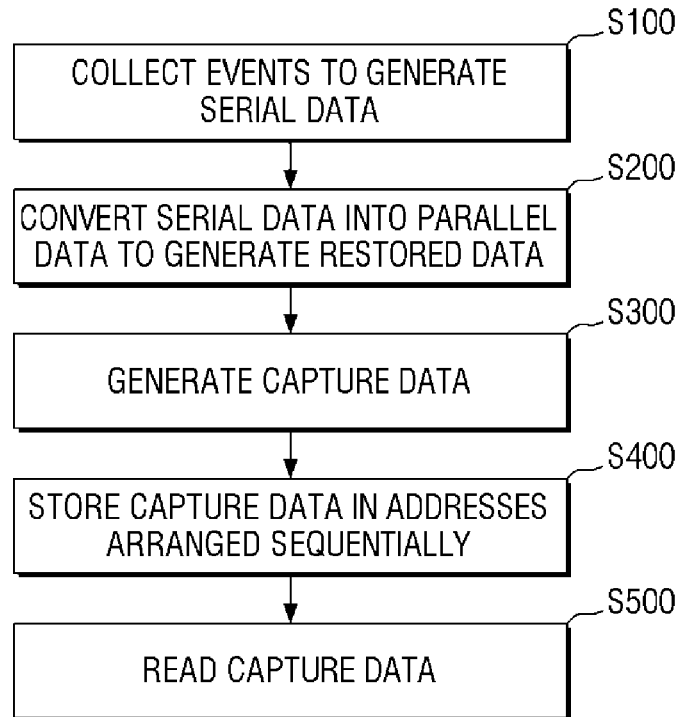 S100
COLLECT EVENTS TO GENERATE
SERIAL DATA
S200
CONVERT SERIAL DATA INTO PARALLEL
DATA TO GENERATE RESTORED DATA
S300
GENERATE CAPTURE DATA
S400
STORE CAPTURE DATA IN ADDRESSES
ARRANGED SEQUENTIALLY
S500
READ CAPTURE DATA